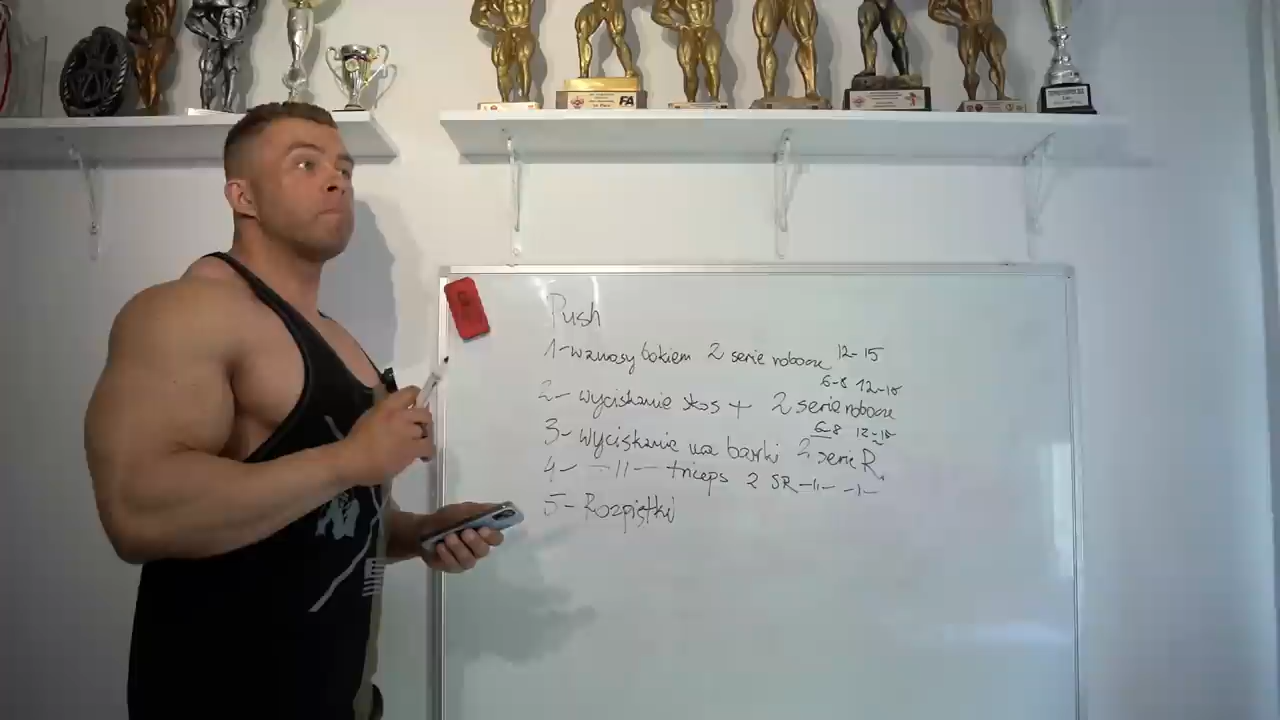 Push
1- wznosy bokiem 2 serie robocze 12-15
6-8 12-15
2- wyciskanie skos + 2 serie robocze
6-8 12-15
3- wyciskanie na barki 2 serie R.
4- —11— triceps 2 SR -11- -1-
5- Rozpiętki